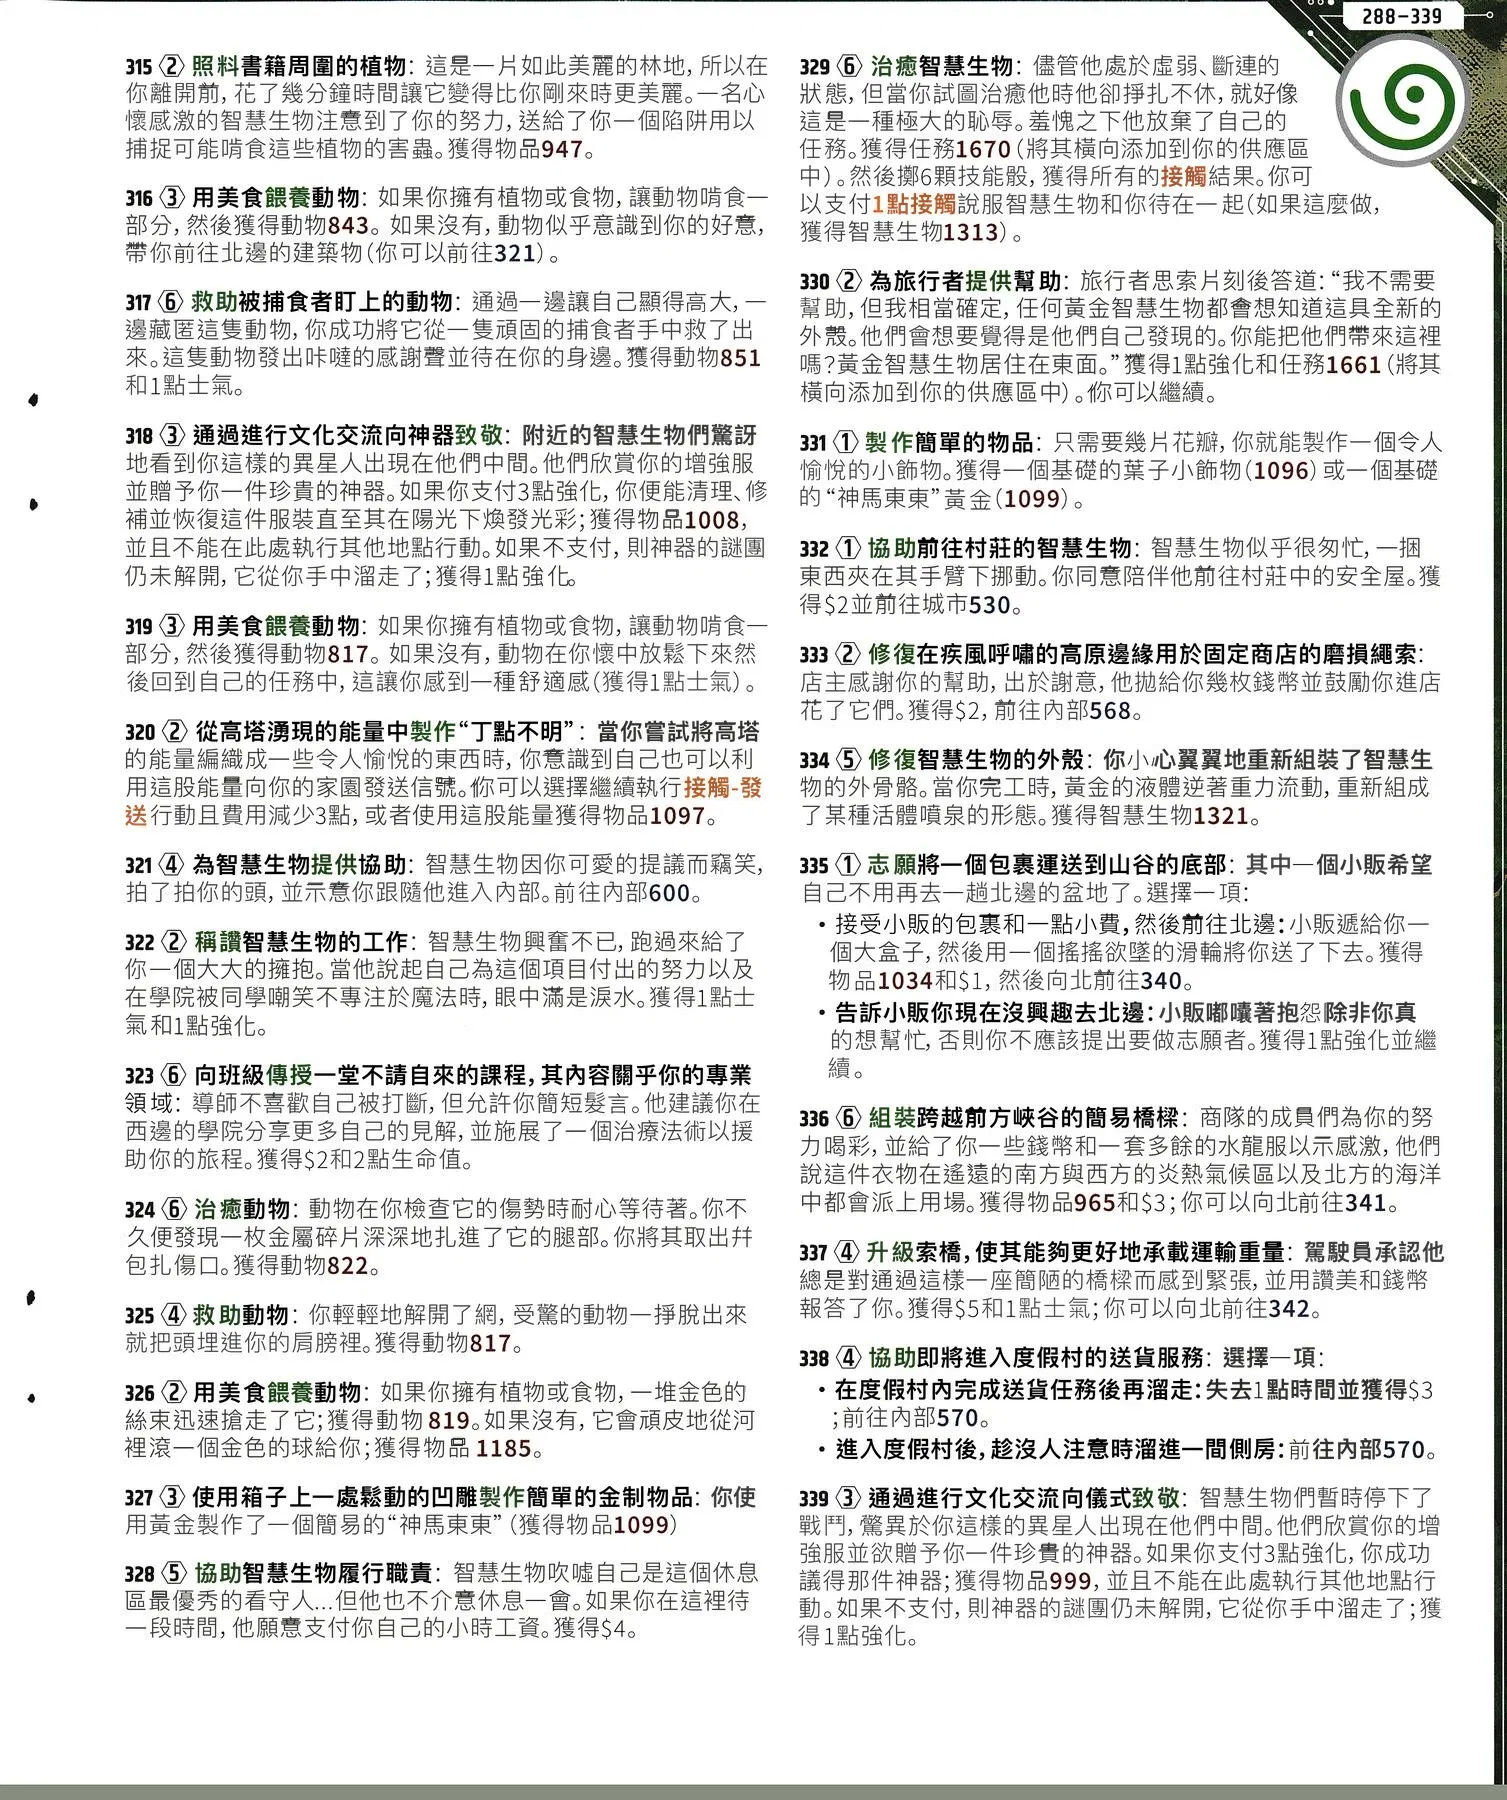 288–339
315 2 照料書籍周圍的植物：這是一片如此美麗的林地，所以在
你離開前，花了幾分鐘時間讓它變得比你剛來時更美麗。一名心
懷感激的智慧生物注意到了你的努力，送給了你一個陷阱用以
捕捉可能啃食這些植物的害蟲。獲得物品947。
316 3 用美食餵養動物：如果你擁有植物或食物，讓動物啃食一
部分，然後獲得動物843。如果沒有，動物似乎意識到你的好意，
帶你前往北邊的建築物（你可以前往321）。
317 6 救助被捕食者盯上的動物：通過一邊讓自己顯得高大，一
邊藏匿這隻動物，你成功將它從一隻頑固的捕食者手中救了出
來。這隻動物發出咔噠的感謝聲並待在你的身邊。獲得動物851
和1點士氣。
318 3 通過進行文化交流向神器致敬：附近的智慧生物們驚訝
地看到你這樣的異星人出現在他們中間。他們欣賞你的增強服
並贈予你一件珍貴的神器。如果你支付3點強化，你便能清理、修
補並恢復這件服裝直至其在陽光下煥發光彩；獲得物品1008，
並且不能在此處執行其他地點行動。如果不支付，則神器的謎團
仍未解開，它從你手中溜走了；獲得1點強化。
319 3 用美食餵養動物：如果你擁有植物或食物，讓動物啃食一
部分，然後獲得動物817。如果沒有，動物在你懷中放鬆下來然
後回到自己的任務中，這讓你感到一種舒適感（獲得1點士氣）。
320 2 從高塔湧現的能量中製作“丁點不明”：當你嘗試將高塔
的能量編織成一些令人愉悅的東西時，你意識到自己也可以利
用這股能量向你的家園發送信號。你可以選擇繼續執行接觸-發
送行動且費用減少3點，或者使用這股能量獲得物品1097。
321 4 為智慧生物提供協助：智慧生物因你可愛的提議而竊笑，
拍了拍你的頭，並示意你跟隨他進入內部。前往內部600。
322 2 稱讚智慧生物的工作：智慧生物興奮不已，跑過來給了
你一個大大的擁抱。當他說起自己為這個項目付出的努力以及
在學院被同學嘲笑不專注於魔法時，眼中滿是淚水。獲得1點士
氣和1點強化。
323 6 向班級傳授一堂不請自來的課程，其內容關乎你的專業
領域：導師不喜歡自己被打斷，但允許你簡短髮言。他建議你在
西邊的學院分享更多自己的見解，並施展了一個治療法術以援
助你的旅程。獲得$2和2點生命值。
324 6 治癒動物：動物在你檢查它的傷勢時耐心等待著。你不
久便發現一枚金屬碎片深深地扎進了它的腿部。你將其取出幷
包扎傷口。獲得動物822。
325 4 救助動物：你輕輕地解開了網，受驚的動物一掙脫出來
就把頭埋進你的肩膀裡。獲得動物817。
326 2 用美食餵養動物：如果你擁有植物或食物，一堆金色的
絲束迅速搶走了它；獲得動物 819。如果沒有，它會頑皮地從河
裡滾一個金色的球給你；獲得物品 1185。
327 3 使用箱子上一處鬆動的凹雕製作簡單的金制物品：你使
用黃金製作了一個簡易的“神馬東東”（獲得物品1099）
328 5 協助智慧生物履行職責：智慧生物吹噓自己是這個休息
區最優秀的看守人...但他也不介意休息一會。如果你在這裡待
一段時間，他願意支付你自己的小時工資。獲得$4。
329 6 治癒智慧生物：儘管他處於虛弱、斷連的
狀態，但當你試圖治癒他時他卻掙扎不休，就好像
這是一種極大的恥辱。羞愧之下他放棄了自己的
任務。獲得任務1670（將其橫向添加到你的供應區
中）。然後擲6顆技能骰，獲得所有的接觸結果。你可
以支付1點接觸說服智慧生物和你待在一起（如果這麼做，
獲得智慧生物1313）。
330 2 為旅行者提供幫助：旅行者思索片刻後答道：“我不需要
幫助，但我相當確定，任何黃金智慧生物都會想知道這具全新的
外殼。他們會想要覺得是他們自己發現的。你能把他們帶來這裡
嗎？黃金智慧生物居住在東面。”獲得1點強化和任務1661（將其
橫向添加到你的供應區中）。你可以繼續。
331 1 製作簡單的物品：只需要幾片花瓣，你就能製作一個令人
愉悅的小飾物。獲得一個基礎的葉子小飾物（1096）或一個基礎
的“神馬東東”黃金（1099）。
332 1 協助前往村莊的智慧生物：智慧生物似乎很匆忙，一捆
東西夾在其手臂下挪動。你同意陪伴他前往村莊中的安全屋。獲
得$2並前往城市530。
333 2 修復在疾風呼嘯的高原邊緣用於固定商店的磨損繩索：
店主感謝你的幫助，出於謝意，他拋給你幾枚錢幣並鼓勵你進店
花了它們。獲得$2，前往內部568。
334 5 修復智慧生物的外殼：你小心翼翼地重新組裝了智慧生
物的外骨骼。當你完工時，黃金的液體逆著重力流動，重新組成
了某種活體噴泉的形態。獲得智慧生物1321。
335 1 志願將一個包裹運送到山谷的底部：其中一個小販希望
自己不用再去一趟北邊的盆地了。選擇一項：
・接受小販的包裹和一點小費，然後前往北邊：小販遞給你一
個大盒子，然後用一個搖搖欲墜的滑輪將你送了下去。獲得
物品1034和$1，然後向北前往340。
・告訴小販你現在沒興趣去北邊：小販嘟囔著抱怨除非你真
的想幫忙，否則你不應該提出要做志願者。獲得1點強化並繼
續。
336 6 組裝跨越前方峽谷的簡易橋樑：商隊的成員們為你的努
力喝彩，並給了你一些錢幣和一套多餘的水龍服以示感激，他們
說這件衣物在遙遠的南方與西方的炎熱氣候區以及北方的海洋
中都會派上用場。獲得物品965和$3；你可以向北前往341。
337 4 升級索橋，使其能夠更好地承載運輸重量：駕駛員承認他
總是對通過這樣一座簡陋的橋樑而感到緊張，並用讚美和錢幣
報答了你。獲得$5和1點士氣；你可以向北前往342。
338 4 協助即將進入度假村的送貨服務：選擇一項：
・在度假村內完成送貨任務後再溜走：失去1點時間並獲得$3
；前往內部570。
・進入度假村後，趁沒人注意時溜進一間側房：前往內部570。
339 3 通過進行文化交流向儀式致敬：智慧生物們暫時停下了
戰鬥，驚異於你這樣的異星人出現在他們中間。他們欣賞你的增
強服並欲贈予你一件珍貴的神器。如果你支付3點強化，你成功
議得那件神器；獲得物品999，並且不能在此處執行其他地點行
動。如果不支付，則神器的謎團仍未解開，它從你手中溜走了；獲
得1點強化。